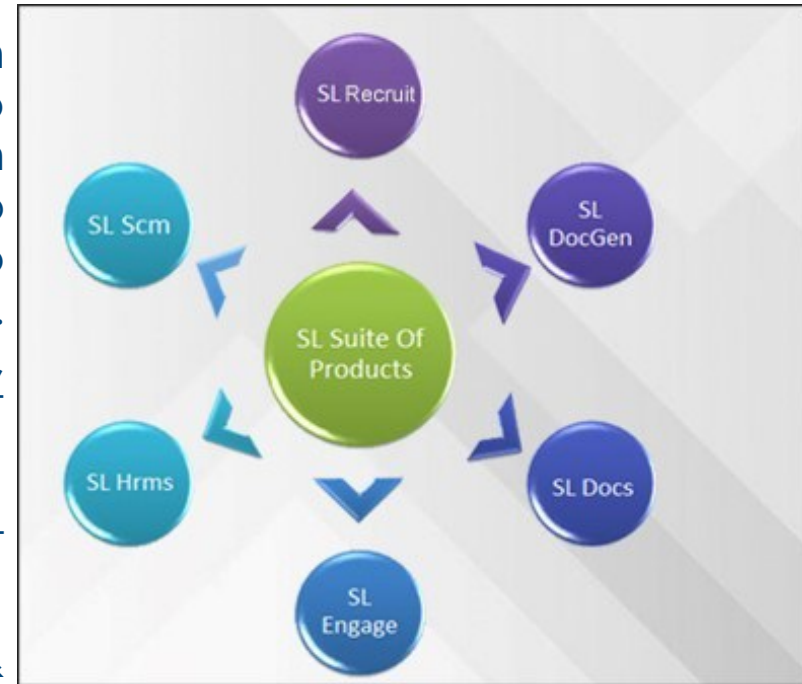 SL Recruit
SL
DocGen
SL Docs
SL
Engage
SL Hrms
SL Scm
SL Suite Of
Products